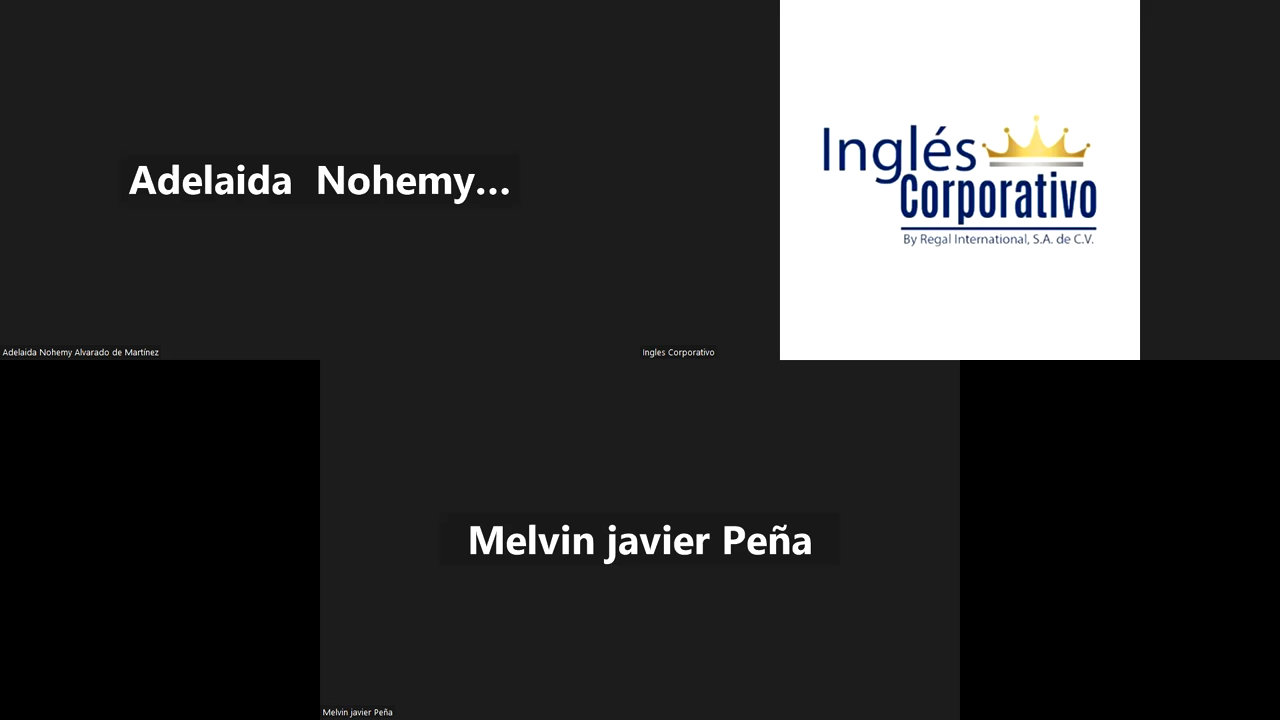 Adelaida  Nohemy...
Inglés
Corporativo
By Regal International, S.A. de C.V.
Adelaida Nohemy Alvarado de Martínez
Ingles Corporativo
Melvin javier Peña
Melvin javier Peña